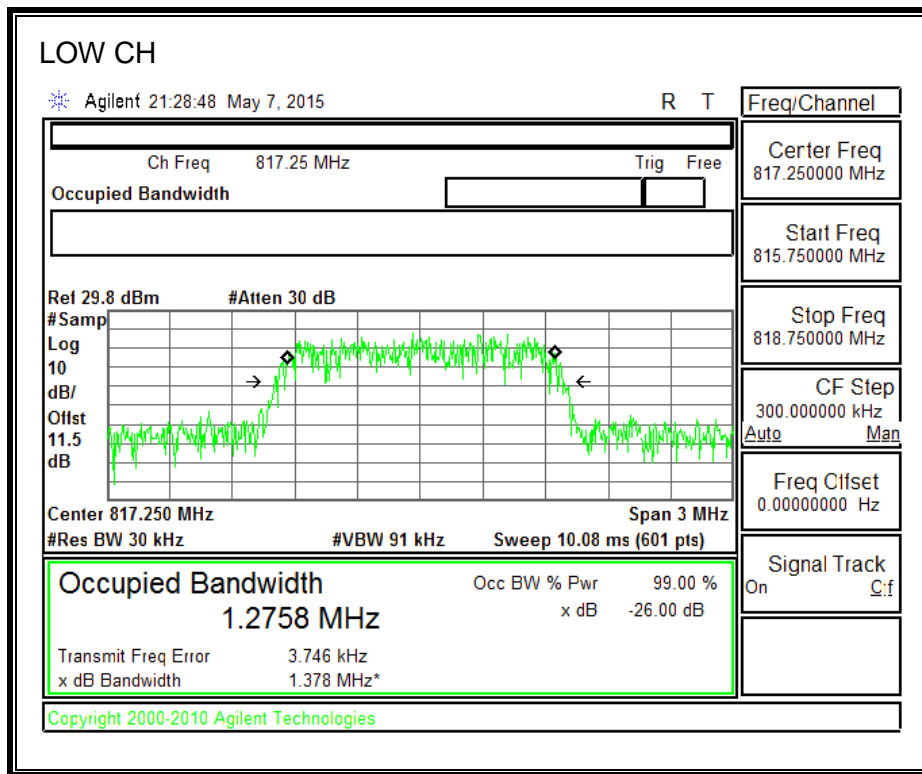 LOW CH
Agilent 21:28:48 May 7, 2015 R T
Freq/Channel
Ch Freq 817.25 MHz Trig Free
Occupied Bandwidth
Center Freq
817.250000 MHz
Start Freq
815.750000 MHz
Stop Freq
818.750000 MHz
CF Step
300.000000 kHz
Auto Man
Freq Offset
0.00000000 Hz
Signal Track
On Off
Ref 29.8 dBm #Atten 30 dB
#Samp
Log
10
dB/
Offst
11.5
dB
Center 817.250 MHz Span 3 MHz
#Res BW 30 kHz #VBW 91 kHz Sweep 10.08 ms (601 pts)
Occupied Bandwidth Occ BW % Pwr 99.00 %
1.2758 MHz x dB -26.00 dB
Transmit Freq Error 3.746 kHz
x dB Bandwidth 1.378 MHz*
Copyright 2000-2010 Agilent Technologies